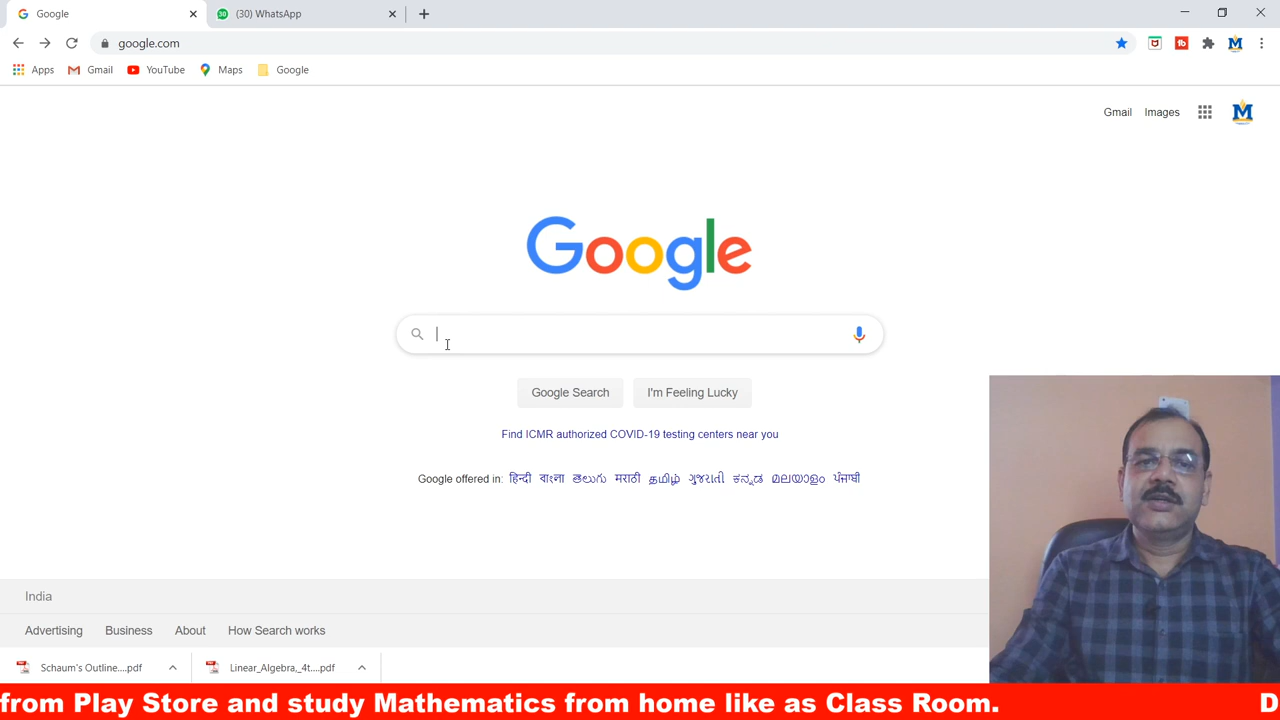 Google
(30) WhatsApp
google.com
Apps Gmail YouTube Maps Google
Gmail Images
Google
Google Search I'm Feeling Lucky
Find ICMR authorized COVID-19 testing centers near you
Google offered in: हिन्दी বাংলা తెలుగు मराठी தமிழ் ગુજરાતી ಕನ್ನಡ മലയാളം ਪੰਜਾਬੀ
India
Advertising Business About How Search works
Schaum's Outline....pdf Linear_Algebra,_4t....pdf
from Play Store and study Mathematics from home like as Class Room. D